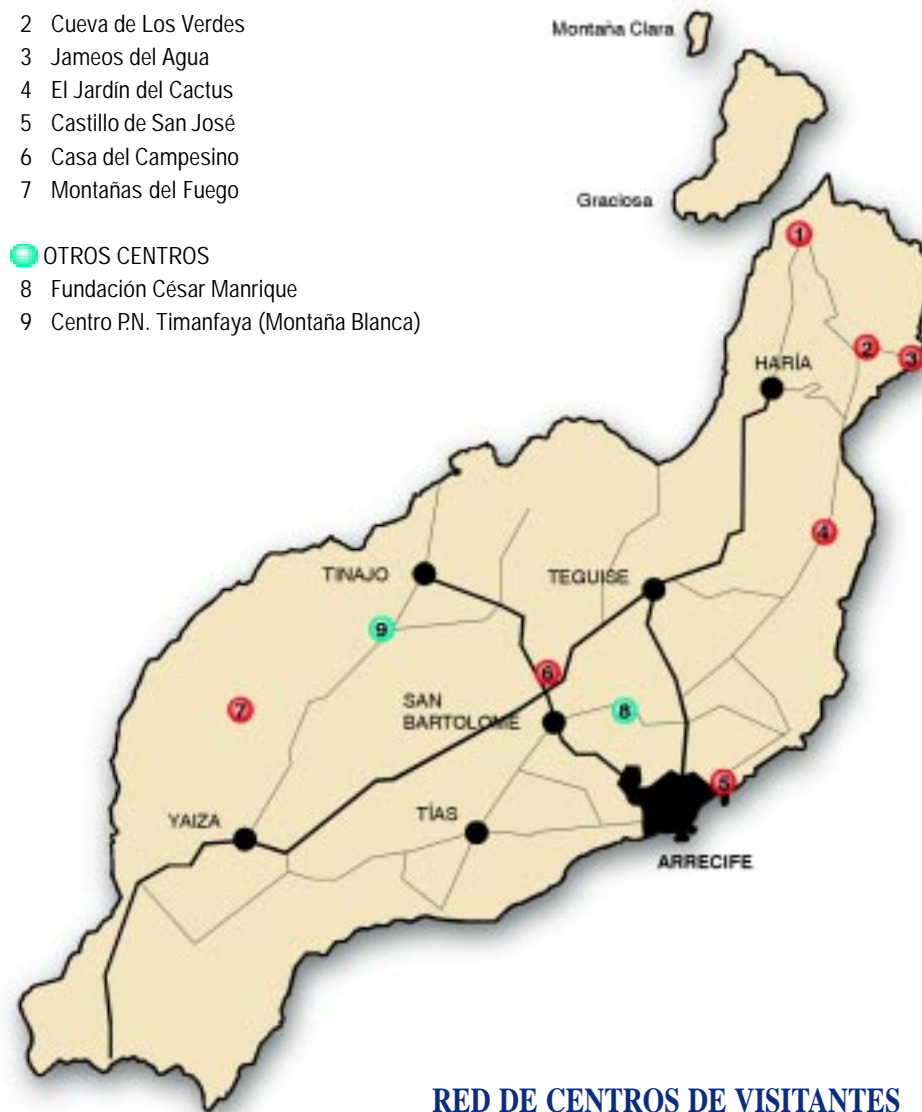 2 Cueva de Los Verdes
3 Jameos del Agua
4 El Jardín del Cactus
5 Castillo de San José
6 Casa del Campesino
7 Montañas del Fuego
OTROS CENTROS
8 Fundación César Manrique
9 Centro P.N. Timanfaya (Montaña Blanca)
Montaña Clara
Graciosa
1
2
3
HARÍA
4
TINAJO
TEGUISE
9
6
7
SAN
BARTOLOMÉ
8
5
YAIZA
TÍAS
ARRECIFE
RED DE CENTROS DE VISITANTES